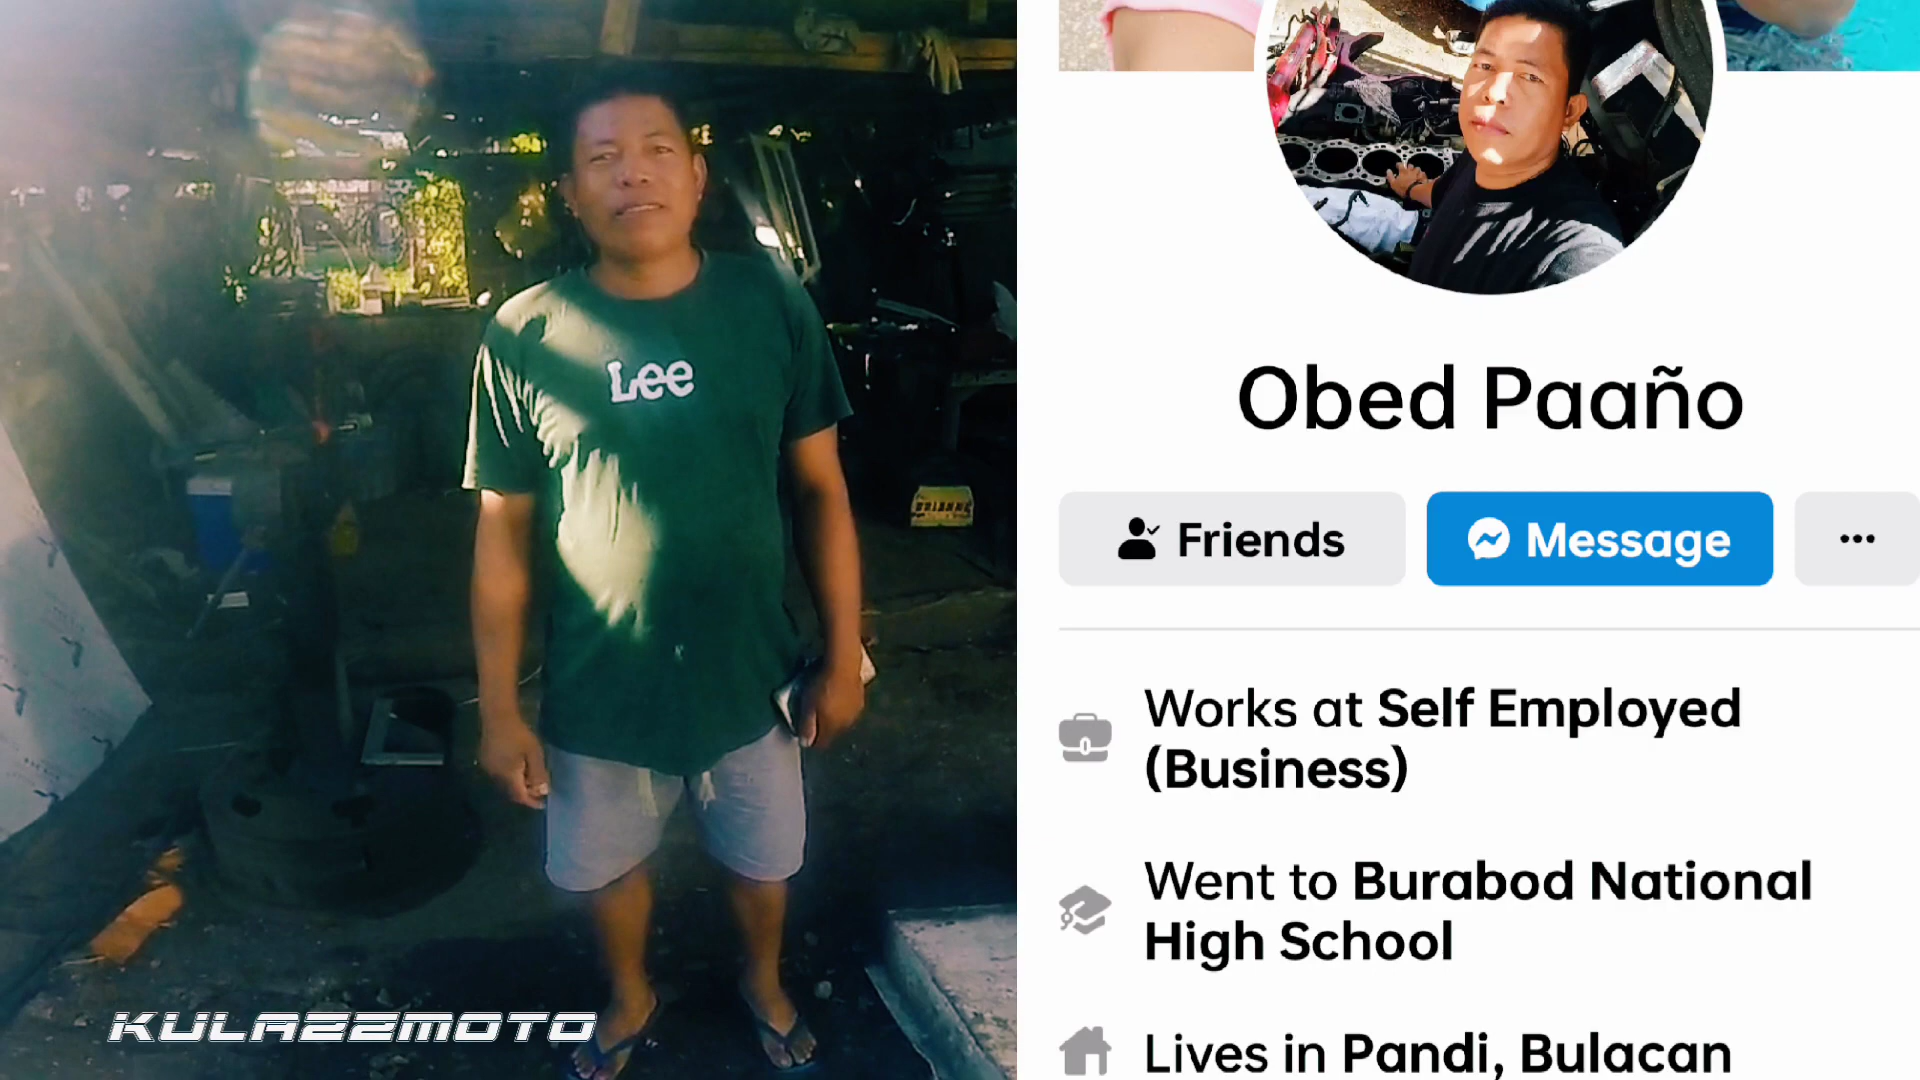 Lee
KULAZZMOTO
Obed Paaño
Friends
Message
Works at Self Employed
(Business)
Went to Burabod National
High School
Lives in Pandi, Bulacan